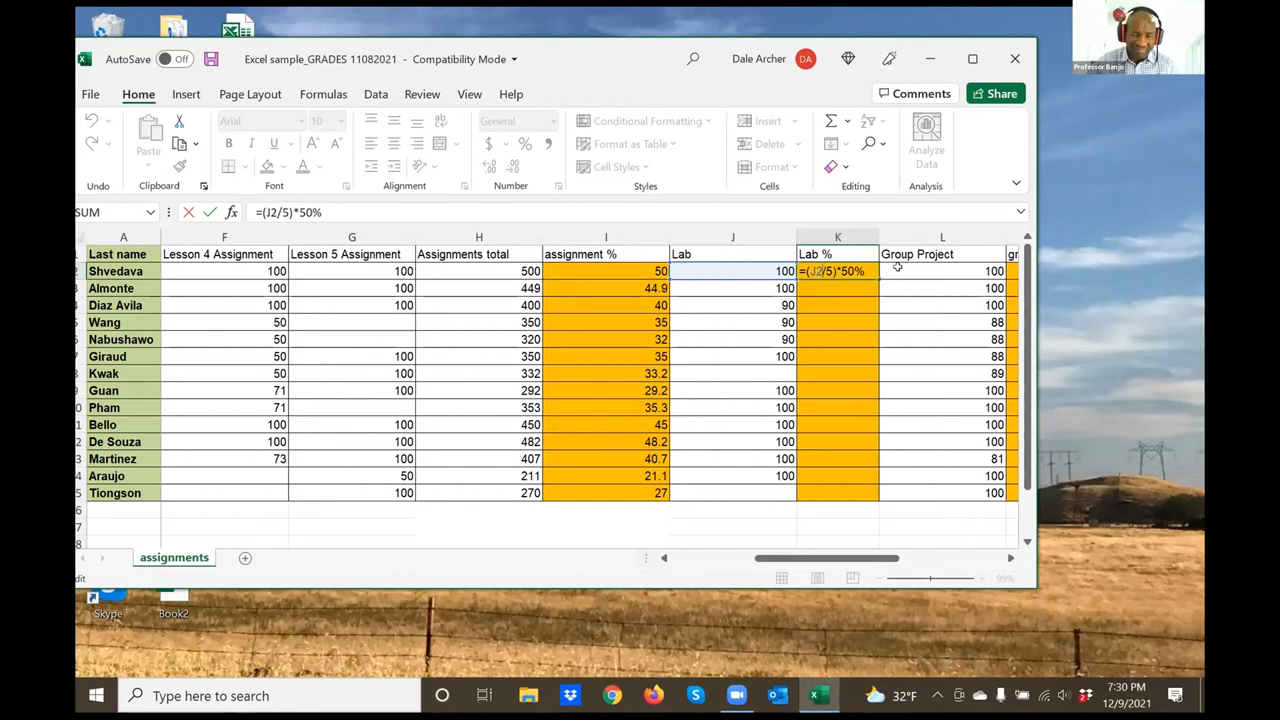 Professor Banjo
AutoSave Off
Excel sample_GRADES 11082021 - Compatibility Mode
Dale Archer DA
File Home Insert Page Layout Formulas Data Review View Help
Comments Share
Arial 10 General Conditional Formatting Insert
Paste B I U $ % Format as Table Delete Analyze Data
Cell Styles Format
Undo Clipboard Font Alignment Number Styles Cells Editing Analysis
SUM fx =(J2/5)*50%
A F G H I J K L
Last name Lesson 4 Assignment Lesson 5 Assignment Assignments total assignment % Lab Lab % Group Project gr
2 Shvedava 100 100 500 50 100 =(J2/5)*50% 100
Almonte 100 100 449 44.9 100 100
Diaz Avila 100 100 400 40 90 100
Wang 50 350 35 90 88
Nabushawo 50 320 32 90 88
Giraud 50 100 350 35 100 88
Kwak 50 100 332 33.2 89
Guan 71 100 292 29.2 100 100
Pham 71 353 35.3 100 100
Bello 100 100 450 45 100 100
De Souza 100 100 482 48.2 100 100
Martinez 73 100 407 40.7 100 81
Araujo 50 211 21.1 100 100
Tiongson 100 270 27 100
assignments
dit 99%
Skype Book2
Type here to search
32°F
7:30 PM
12/9/2021